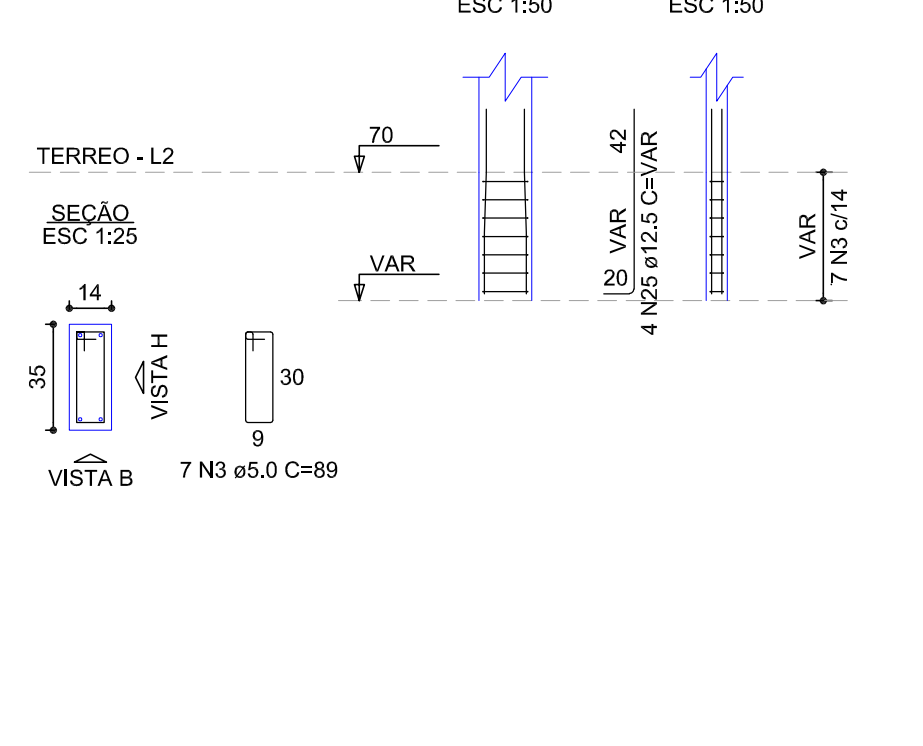 ESC 1:50
ESC 1:50
TERREO - L2
70
42
VAR
20
4 N25 ø12.5 C=VAR
VAR
7 N3 c/14
SEÇÃO
ESC 1:25
VAR
14
35
VISTA H
VISTA B
30
9
7 N3 ø5.0 C=89